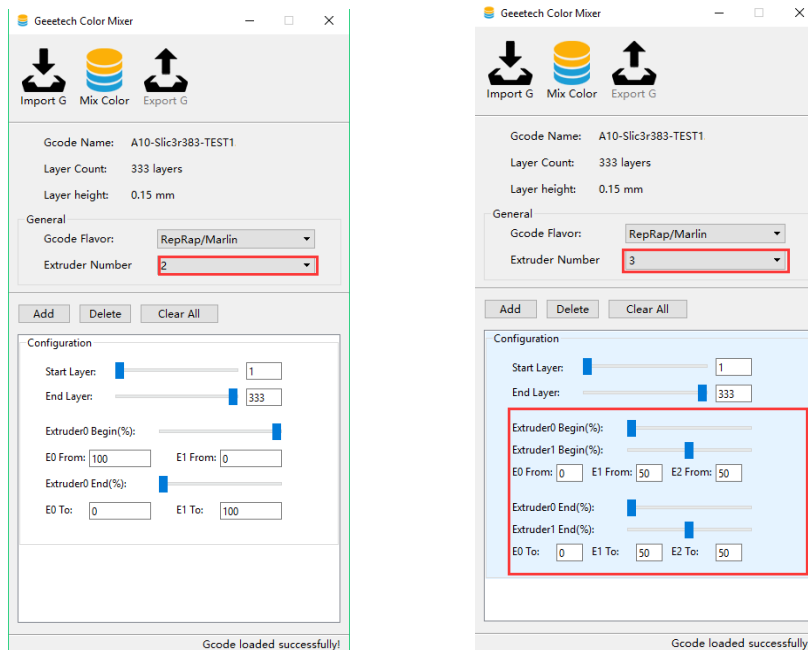 Geeetech Color Mixer
Import G Mix Color Export G
Gcode Name: A10-Slic3r383-TEST1
Layer Count: 333 layers
Layer height: 0.15 mm
General
Gcode Flavor: RepRap/Marlin
Extruder Number 2
Add Delete Clear All
Configuration
Start Layer: 1
End Layer: 333
Extruder0 Begin(%):
E0 From: 100 E1 From: 0
Extruder0 End(%):
E0 To: 0 E1 To: 100
Gcode loaded successfully!
Geeetech Color Mixer
Import G Mix Color Export G
Gcode Name: A10-Slic3r383-TEST1
Layer Count: 333 layers
Layer height: 0.15 mm
General
Gcode Flavor: RepRap/Marlin
Extruder Number 3
Add Delete Clear All
Configuration
Start Layer: 1
End Layer: 333
Extruder0 Begin(%):
Extruder1 Begin(%):
E0 From: 0 E1 From: 50 E2 From: 50
Extruder0 End(%):
Extruder1 End(%):
E0 To: 0 E1 To: 50 E2 To: 50
Gcode loaded successfully